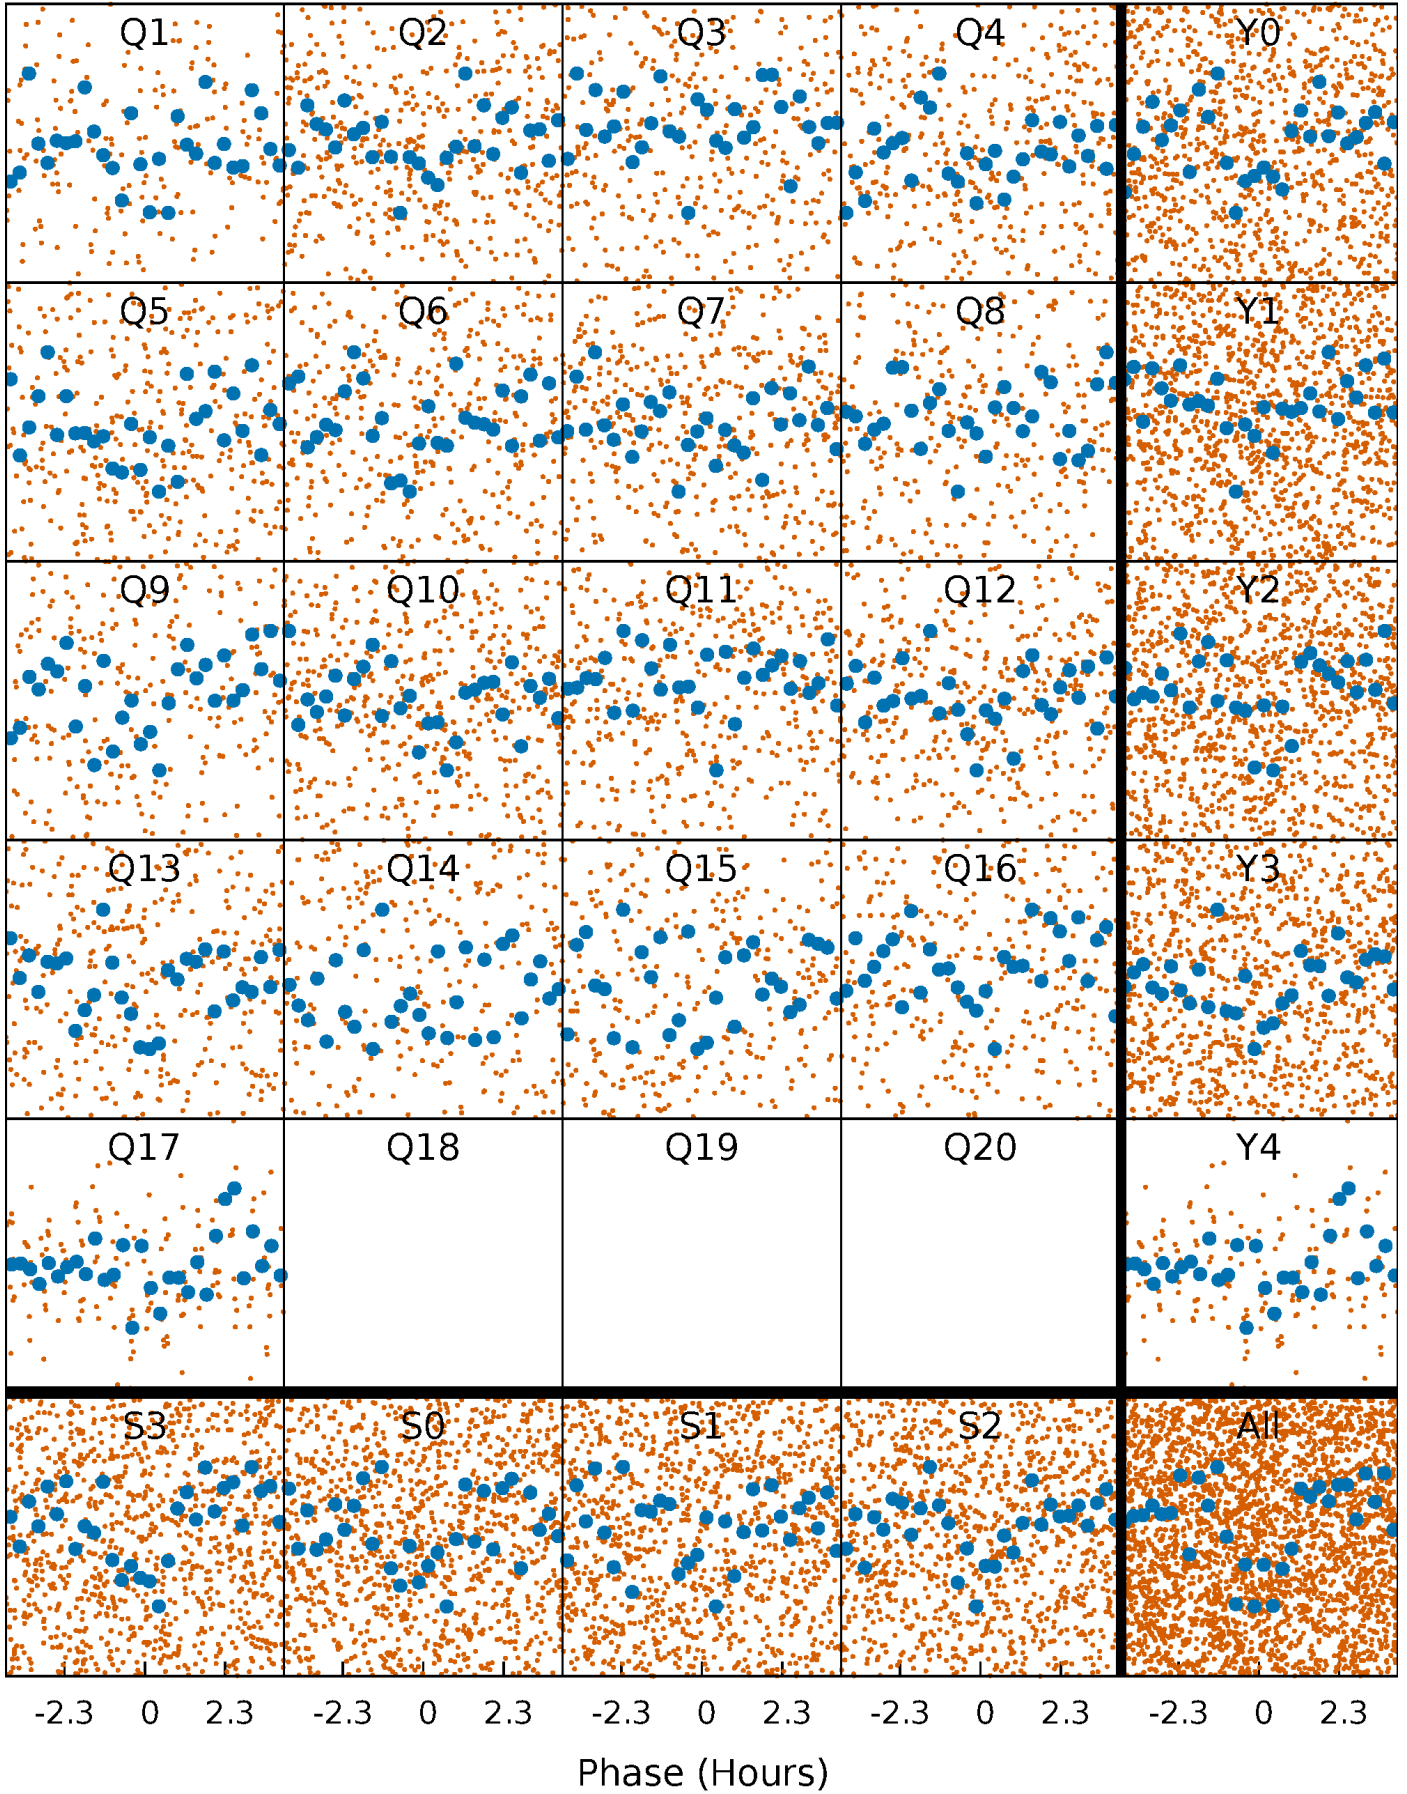 Q1 Q2 Q3 Q4 Y0
Q5 Q6 Q7 Q8 Y1
Q9 Q10 Q11 Q12 Y2
Q13 Q14 Q15 Q16 Y3
Q17 Q18 Q19 Q20 Y4
S3 S0 S1 S2 All
-2.3 0 2.3 -2.3 0 2.3 -2.3 0 2.3 -2.3 0 2.3 -2.3 0 2.3
Phase (Hours)